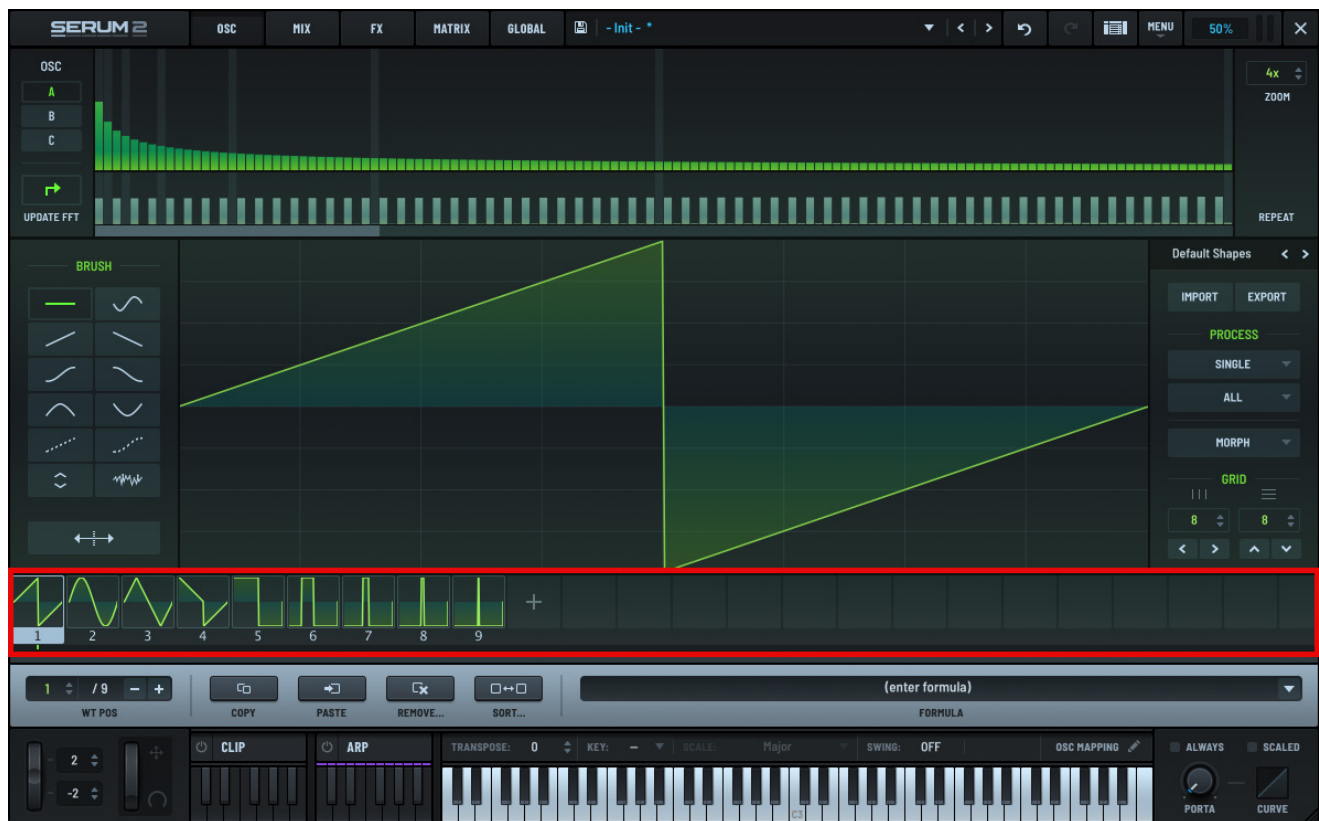 SERUM 2 OSC MIX FX MATRIX GLOBAL - Init - * MENU 50%
OSC
A
B
C
UPDATE FFT
4x
ZOOM
REPEAT
BRUSH
Default Shapes < >
IMPORT EXPORT
PROCESS
SINGLE
ALL
MORPH
GRID
8 8
1 2 3 4 5 6 7 8 9 +
1 / 9 - +
WT POS
COPY
PASTE
REMOVE...
SORT...
(enter formula)
FORMULA
2
-2
CLIP
ARP
TRANSPOSE: 0 KEY: – SCALE: Major SWING: OFF OSC MAPPING
C3
ALWAYS SCALED
PORTA CURVE